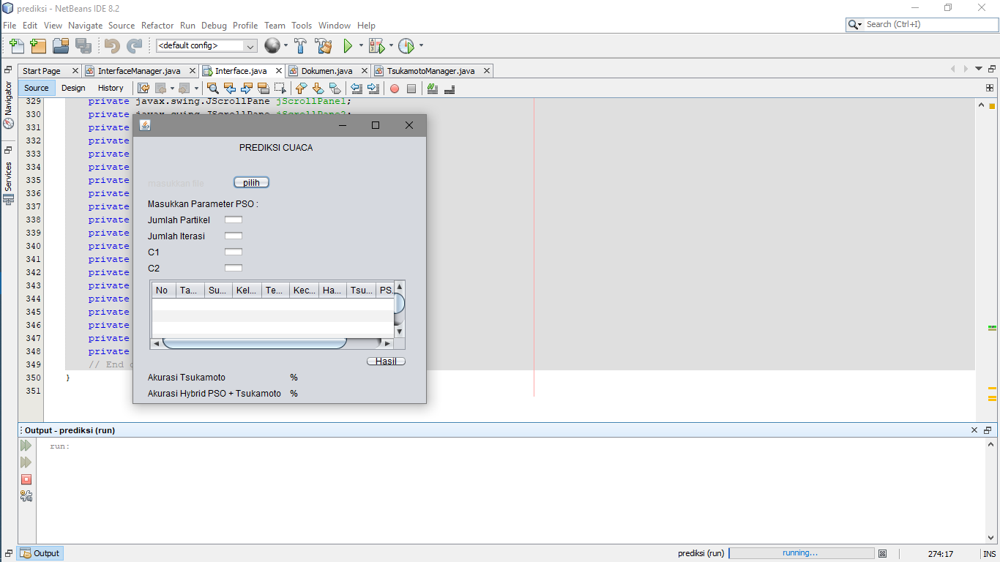 prediksi - NetBeans IDE 8.2
File Edit View Navigate Source Refactor Run Debug Profile Team Tools Window Help
Search (Ctrl+I)
<default config>
Start Page InterfaceManager.java Interface.java Dokumen.java TsukamotoManager.java
Source Design History
Navigator
Services
329 private javax.swing.JScrollPane jScrollPane1;
330 private javax.swing.JScrollPane jScrollPane2;
331 private
332 private
333 private
334 private
335 private
336 private
337 private
338 private
339 private
340 private
341 private
342 private
343 private
344 private
345 private
346 private
347 private
348 private
349 // End
350 }
351
PREDIKSI CUACA
masukkan file pilih
Masukkan Parameter PSO :
Jumlah Partikel
Jumlah Iterasi
C1
C2
No Ta... Su... Kel... Te... Kec... Ha... Tsu... PS.
Hasil
Akurasi Tsukamoto %
Akurasi Hybrid PSO + Tsukamoto %
Output - prediksi (run)
run:
Output
prediksi (run) running... 274:17 INS